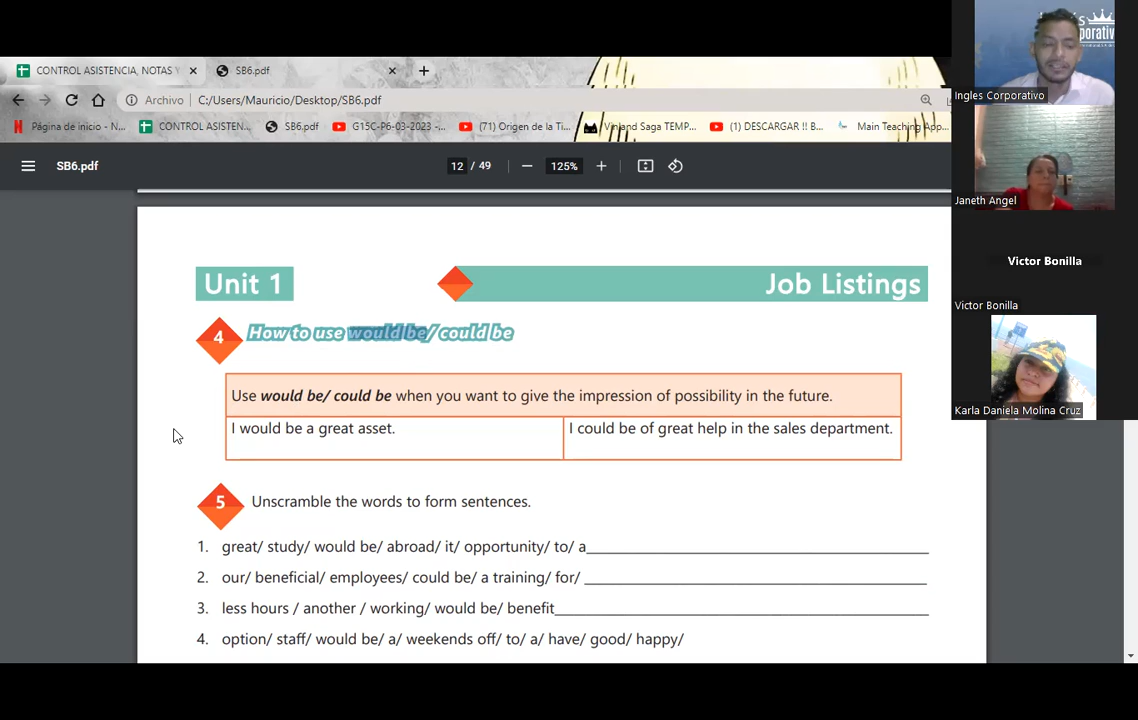 CONTROL ASISTENCIA, NOTAS Y
SB6.pdf
Archivo
C:/Users/Mauricio/Desktop/SB6.pdf
Página de inicio - N...
CONTROL ASISTEN...
SB6.pdf
G15C-P6-03-2023 -...
(71) Origen de la Ti...
Vinland Saga TEMP...
(1) DESCARGAR !! B...
Main Teaching App...
SB6.pdf
12 / 49
125%
Unit 1
Job Listings
4 How to use would be/ could be
Use would be/ could be when you want to give the impression of possibility in the future.
I would be a great asset.
I could be of great help in the sales department.
5 Unscramble the words to form sentences.
1. great/ study/ would be/ abroad/ it/ opportunity/ to/ a
2. our/ beneficial/ employees/ could be/ a training/ for/
3. less hours / another / working/ would be/ benefit
4. option/ staff/ would be/ a/ weekends off/ to/ a/ have/ good/ happy/
Ingles Corporativo
Janeth Angel
Victor Bonilla
Victor Bonilla
Karla Daniela Molina Cruz